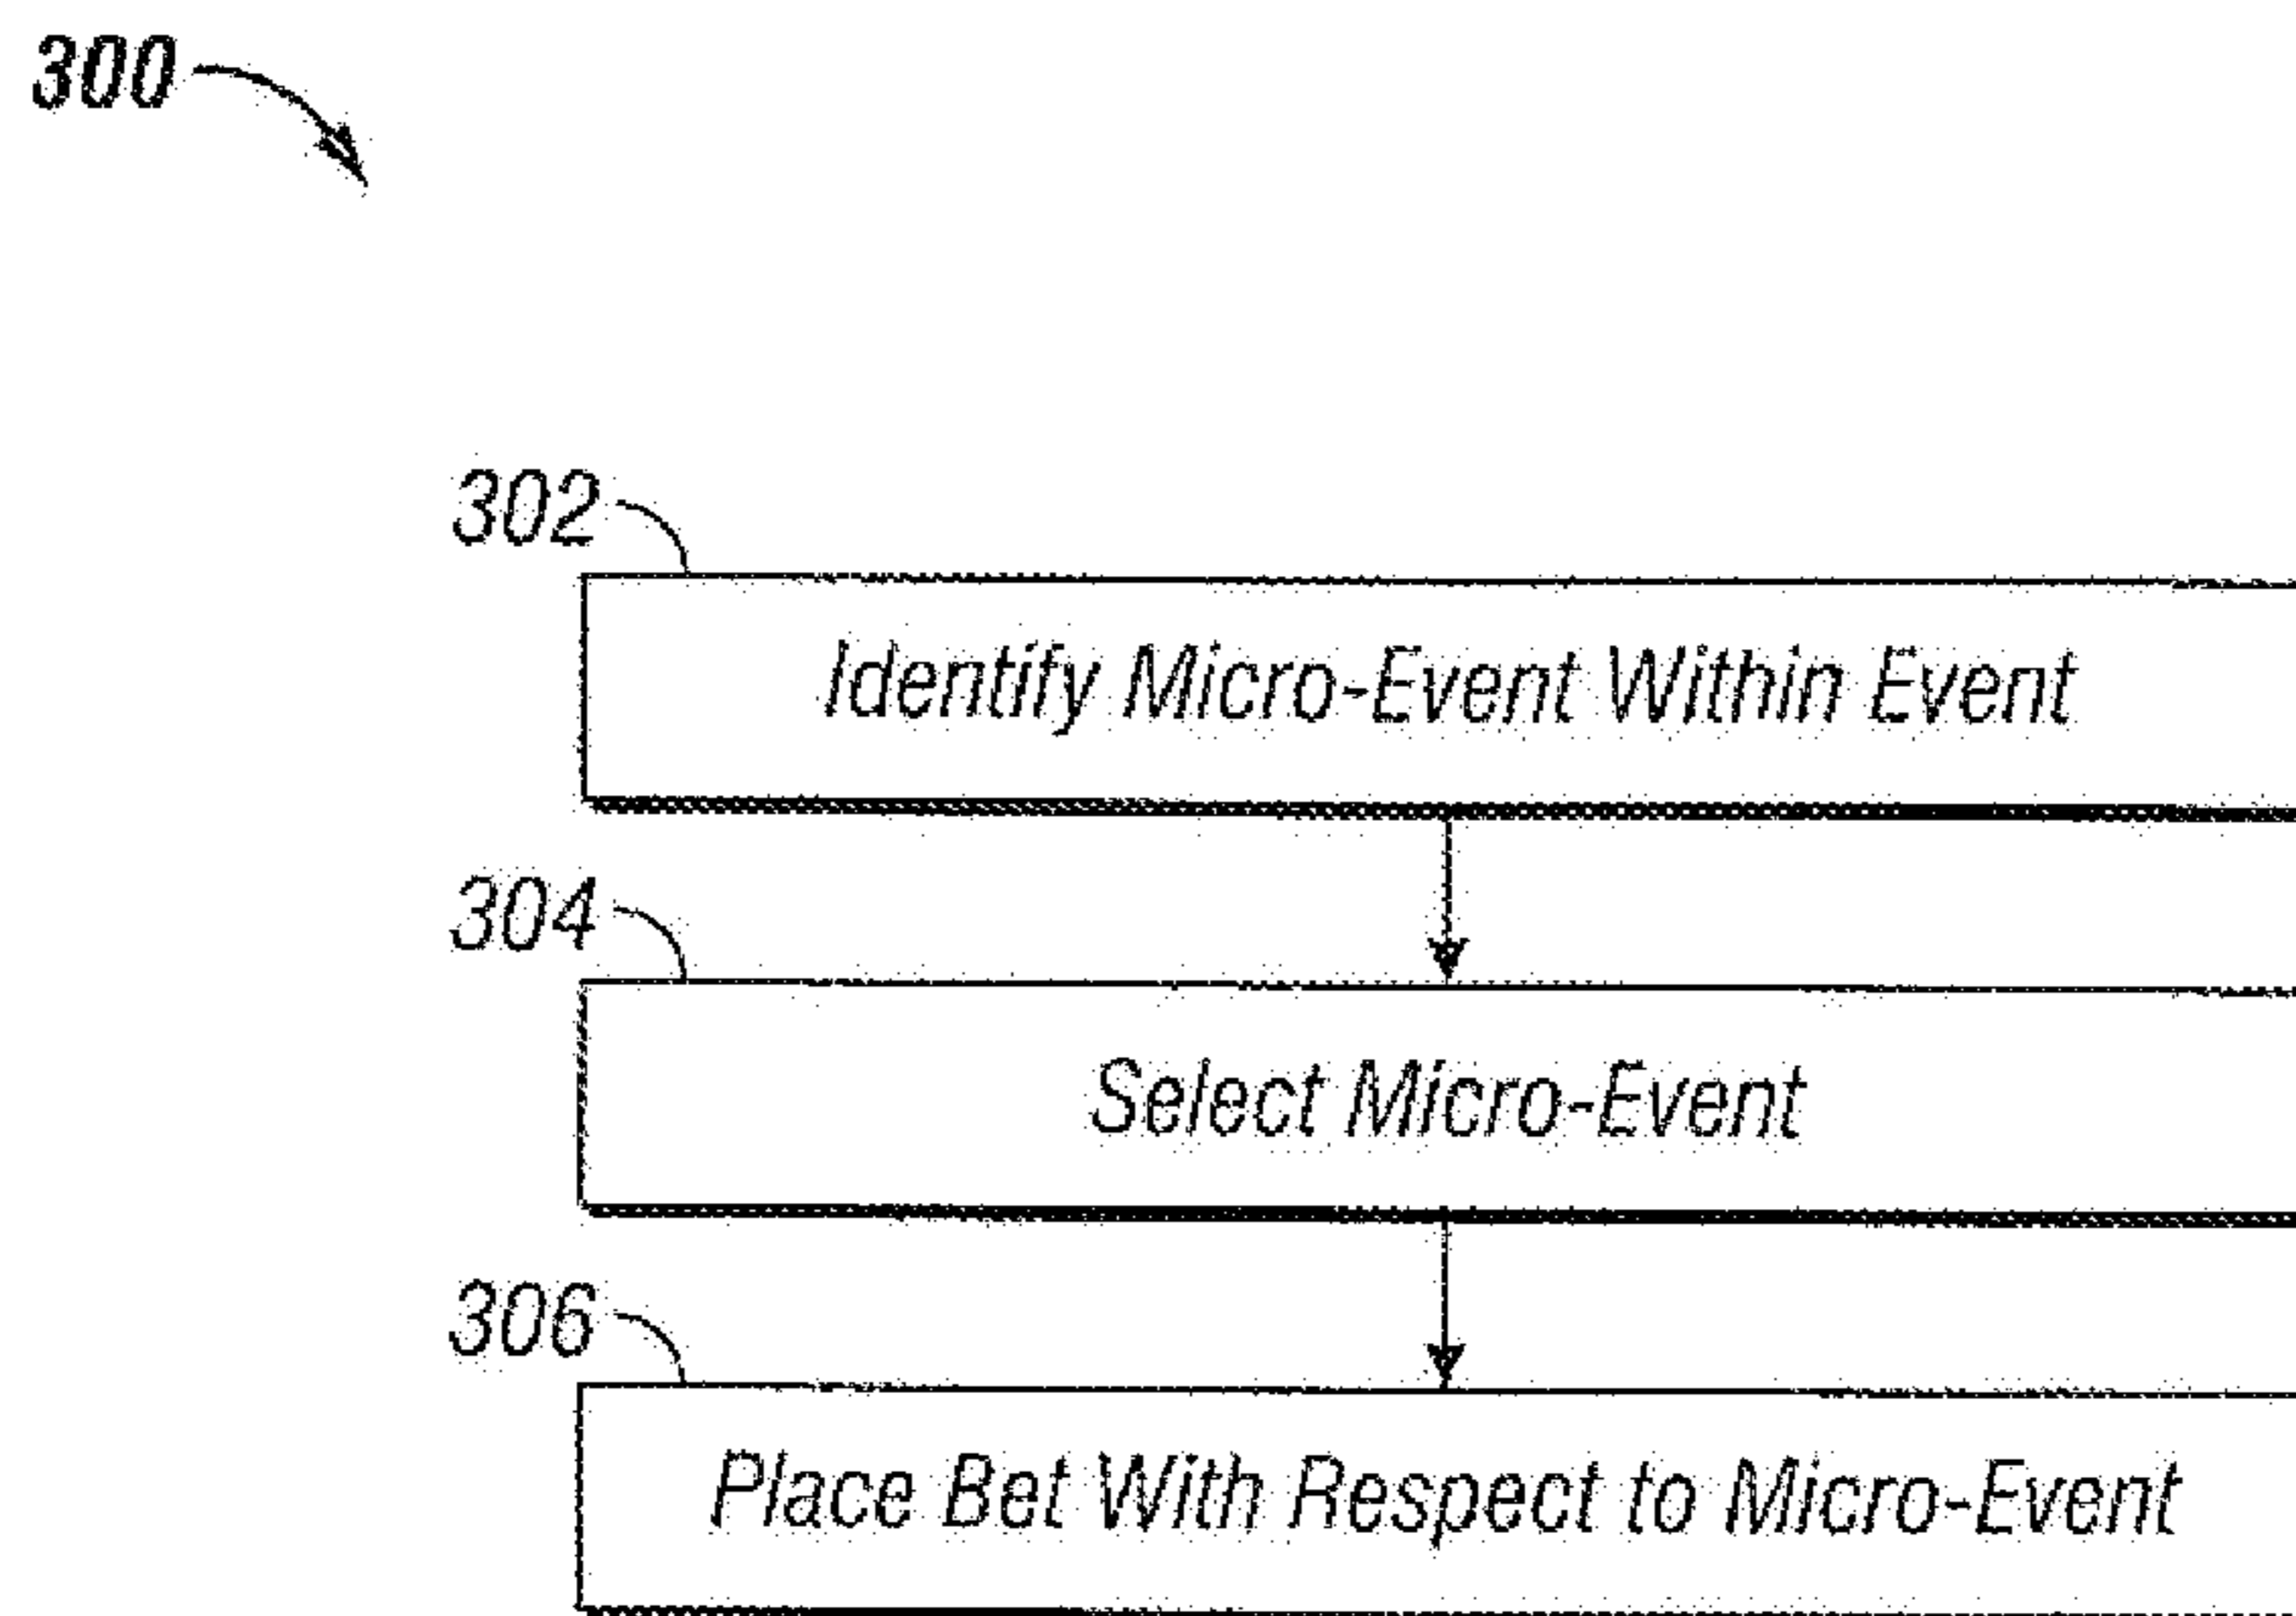 300
302
Identify Micro-Event Within Event
304
Select Micro-Event
306
Place Bet With Respect to Micro-Event